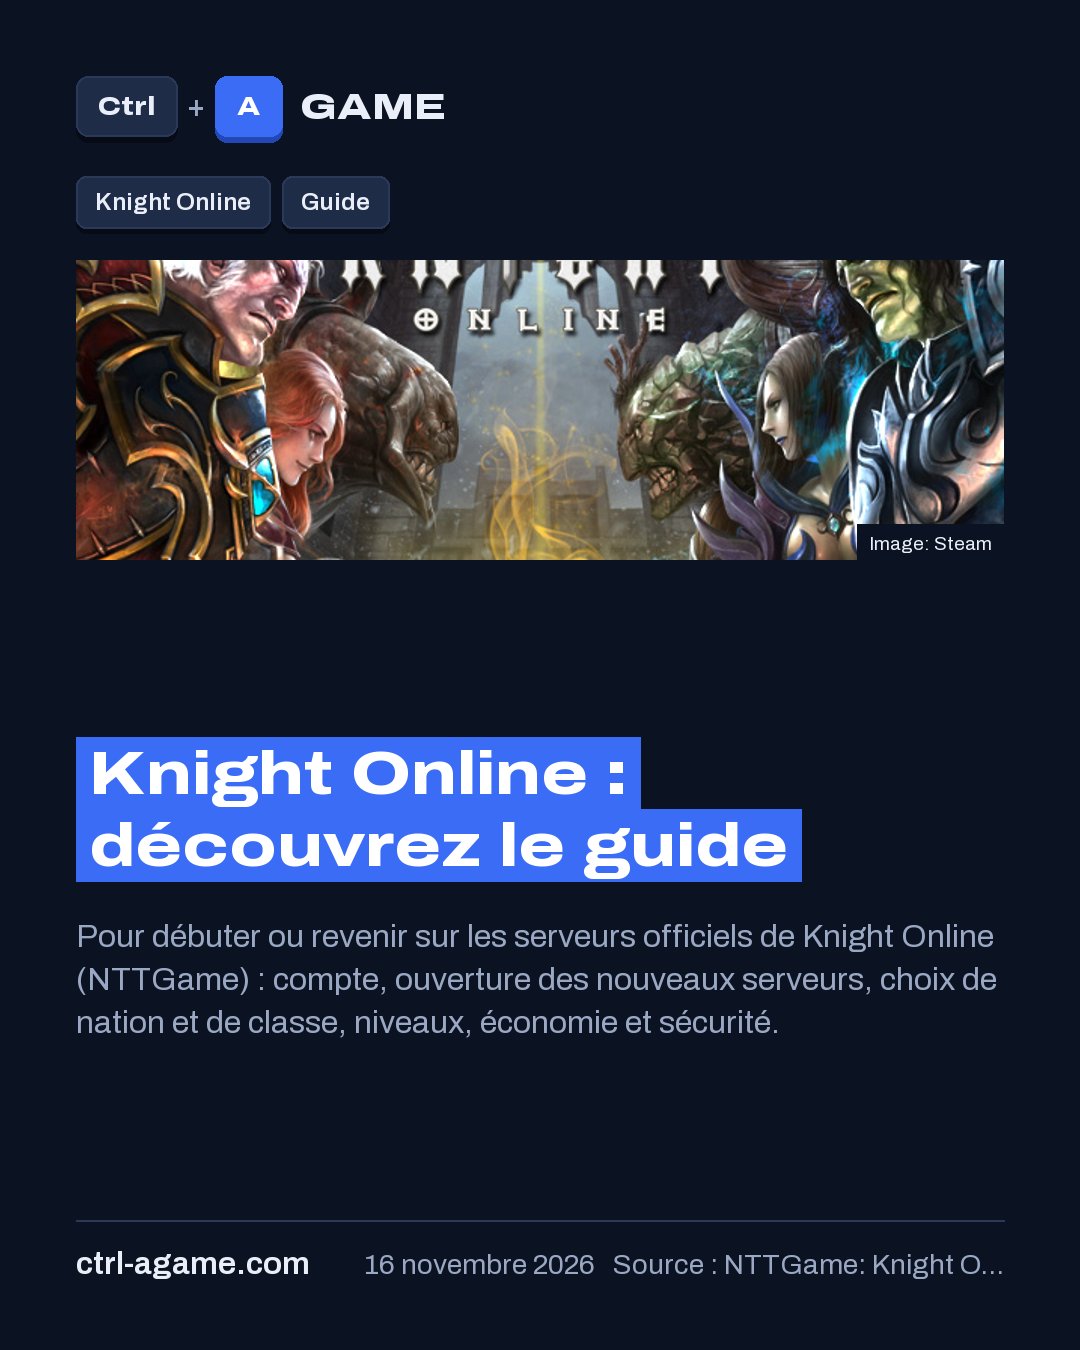 Ctrl + A GAME
Knight Online Guide
ONLINE
Image: Steam
Knight Online :
découvrez le guide
Pour débuter ou revenir sur les serveurs officiels de Knight Online
(NTTGame) : compte, ouverture des nouveaux serveurs, choix de
nation et de classe, niveaux, économie et sécurité.
ctrl-agame.com 16 novembre 2026 Source : NTTGame: Knight O...